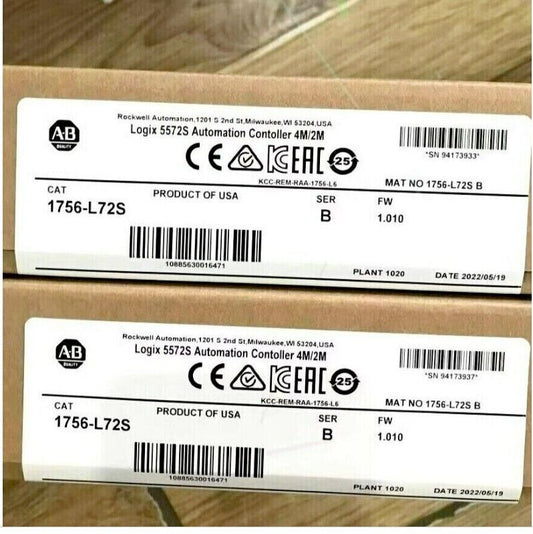 A-B
QUALITY
Rockwell Automation,1201 S 2nd St,Milwaukee,WI 53204,USA
Logix 5572S Automation Contoller 4M/2M
CE KC EAC 25
*SN 94173933*
KCC-REM-RAA-1756-L6
MAT NO 1756-L72S B
CAT
1756-L72S
PRODUCT OF USA
SER
B
FW
1.010
10885630016471
PLANT 1020
DATE 2022/05/19
A-B
QUALITY
Rockwell Automation,1201 S 2nd St,Milwaukee,WI 53204,USA
Logix 5572S Automation Contoller 4M/2M
CE KC EAC 25
*SN 94173937*
KCC-REM-RAA-1756-L6
MAT NO 1756-L72S B
CAT
1756-L72S
PRODUCT OF USA
SER
B
FW
1.010
10885630016471
PLANT 1020
DATE 2022/05/19